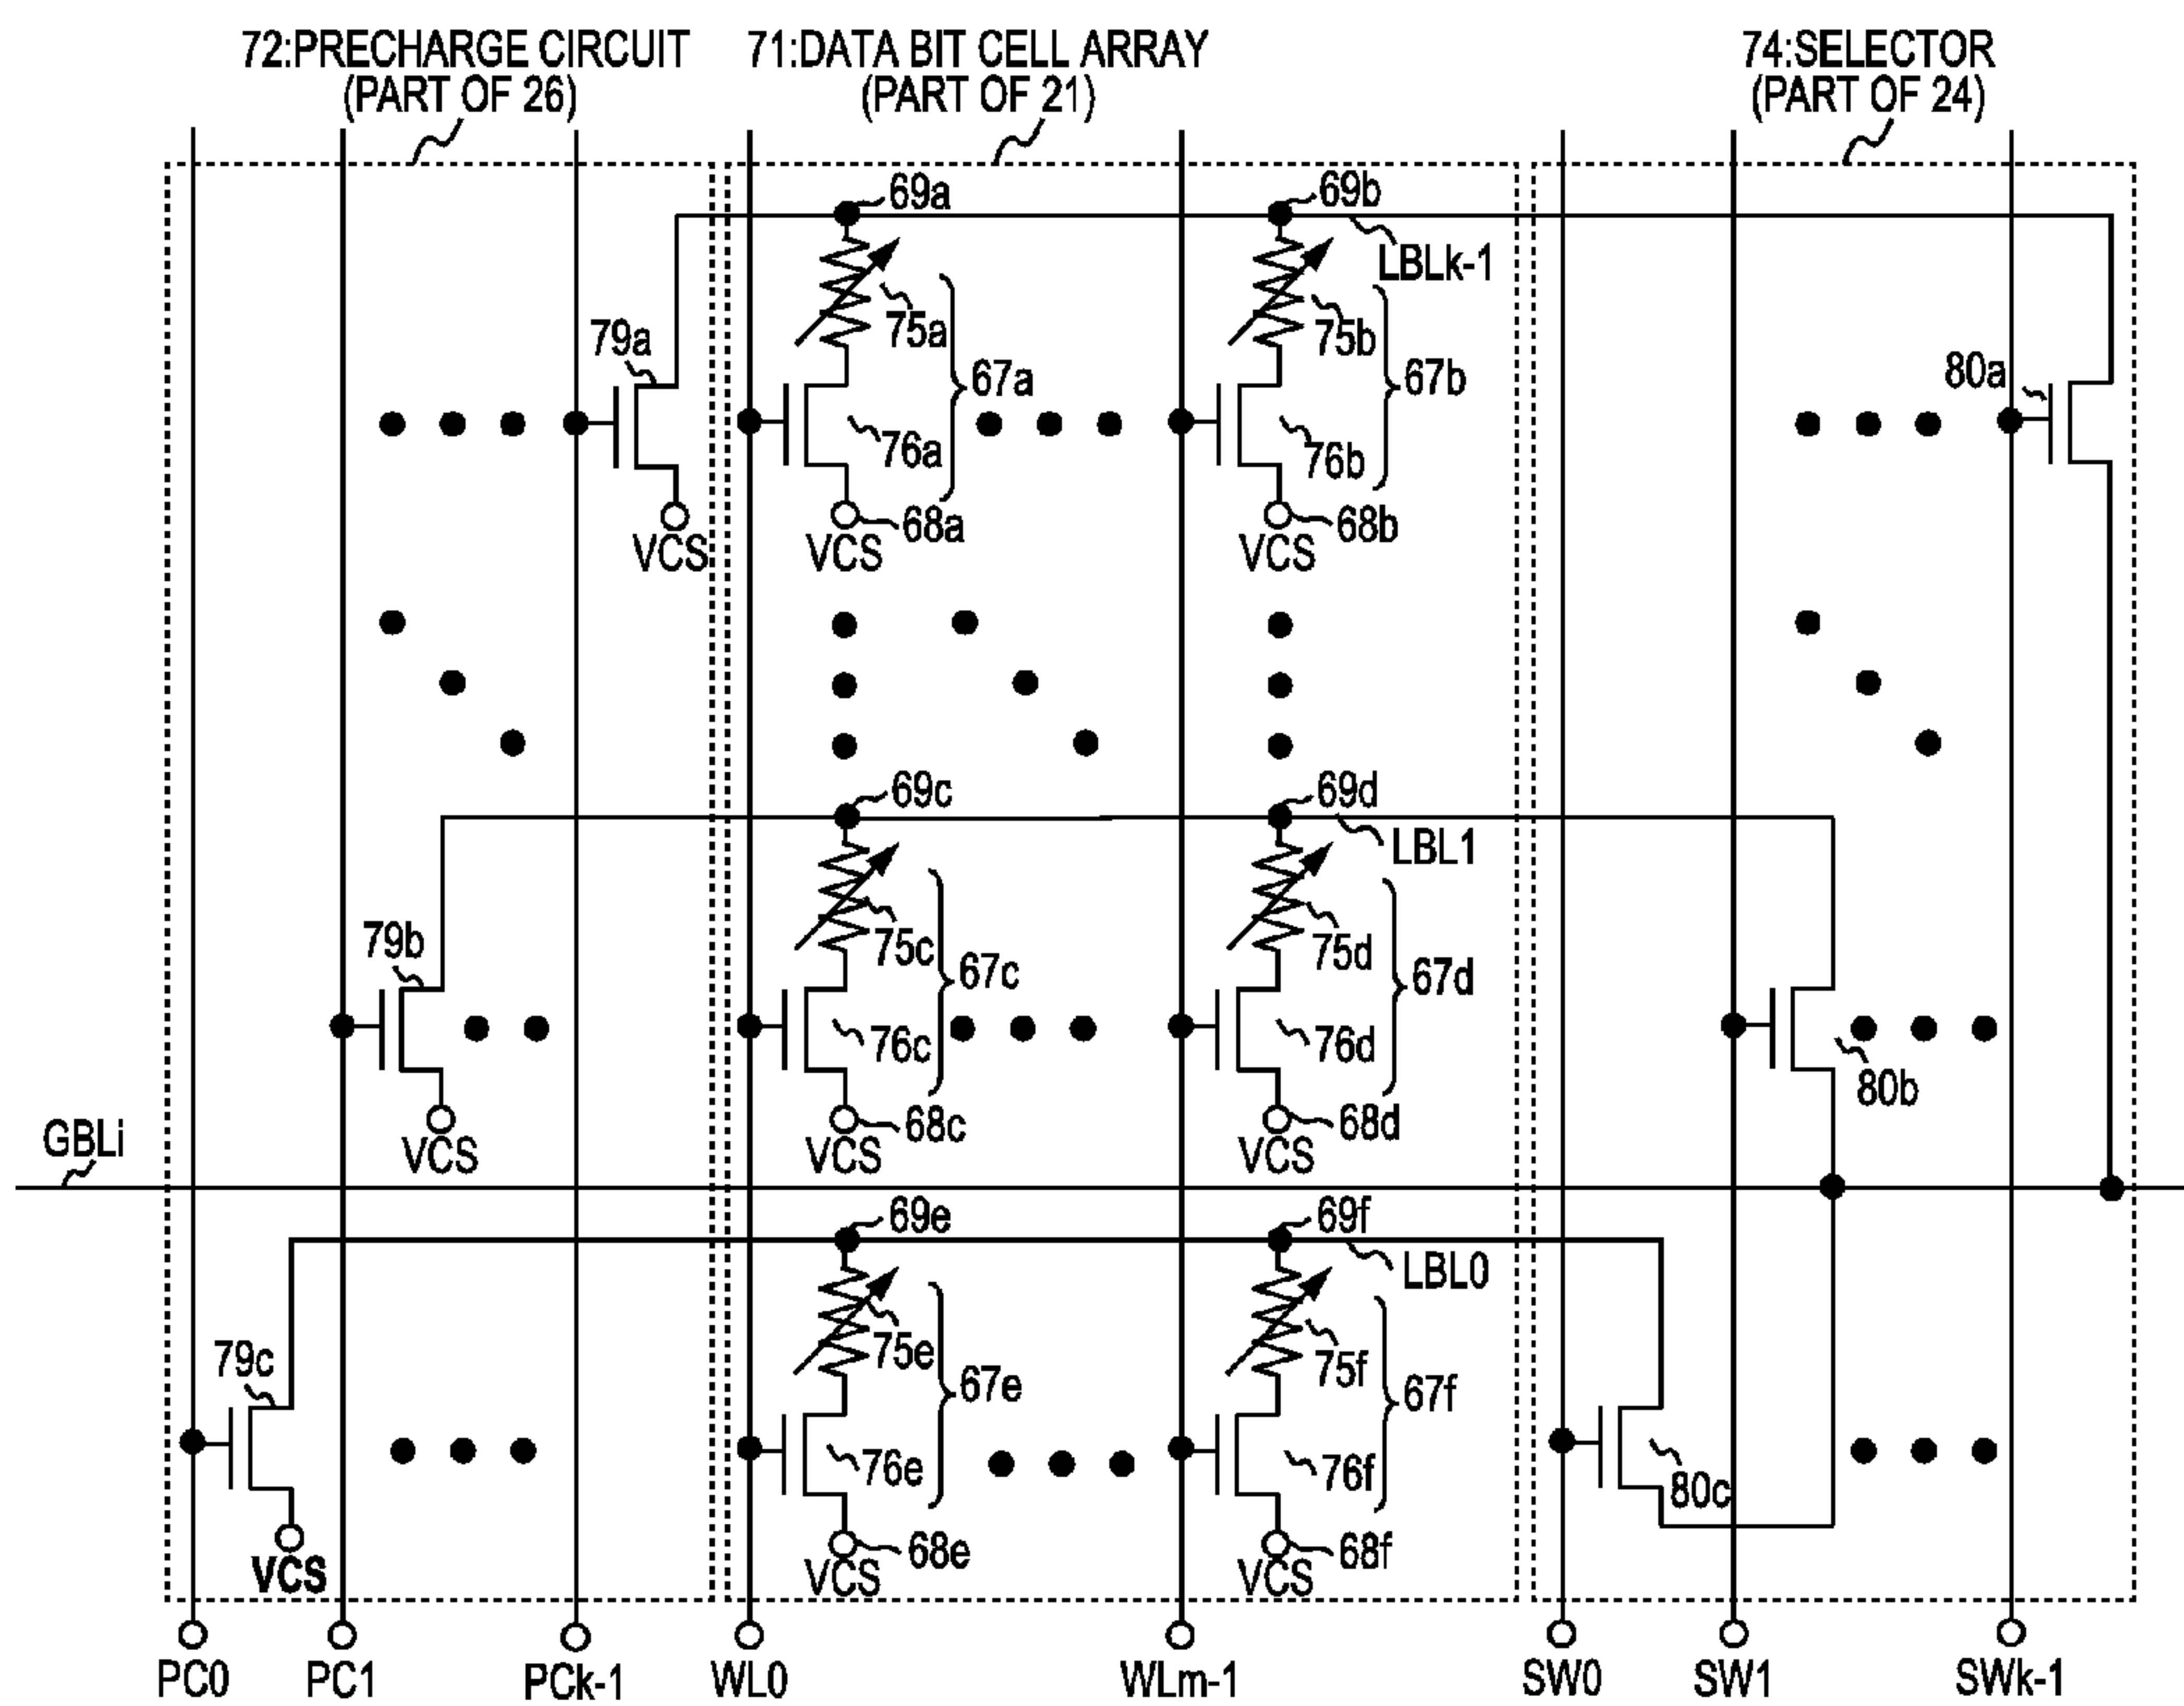 72:PRECHARGE CIRCUIT
(PART OF 26)
71:DATA BIT CELL ARRAY
(PART OF 21)
74:SELECTOR
(PART OF 24)
69a
69b
LBLk-1
75a
75b
79a
67a
67b
80a
76a
76b
68a
68b
VCS
VCS
VCS
69c
69d
LBL1
79b
75c
75d
67c
67d
76c
76d
80b
68c
68d
VCS
VCS
VCS
GBLi
69e
69f
LBL0
79c
75e
75f
67e
67f
76e
76f
80c
68e
68f
VCS
VCS
VCS
PC0
PC1
PCk-1
WL0
WLm-1
SW0
SW1
SWk-1